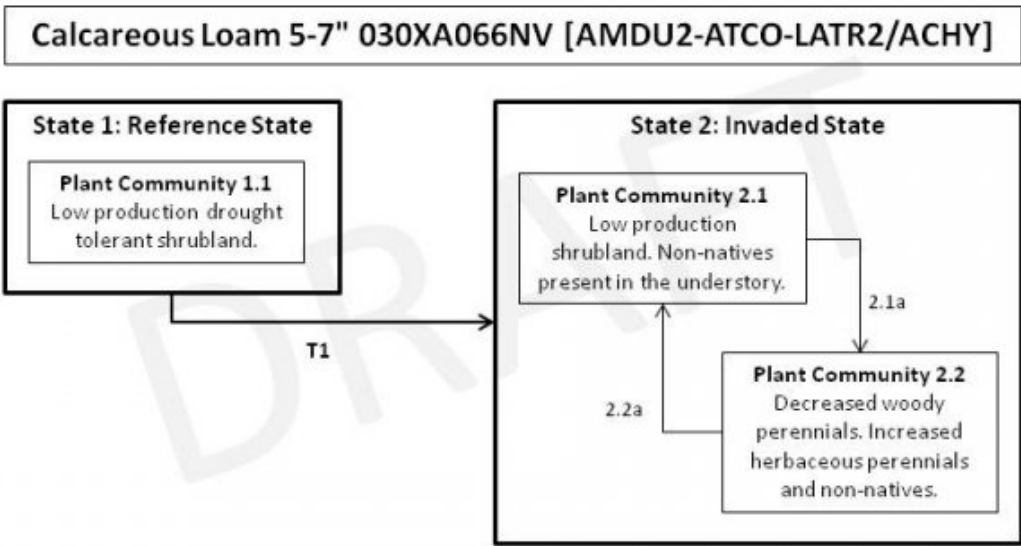 Calcareous Loam 5-7" 030XA066NV [AMDU2-ATCO-LATR2/ACHY]
State 1: Reference State
Plant Community 1.1
Low production drought
tolerant shrubland.
T1
State 2: Invaded State
Plant Community 2.1
Low production
shrubland. Non-natives
present in the understory.
2.1a
2.2a
Plant Community 2.2
Decreased woody
perennials. Increased
herbaceous perennials
and non-natives.
DRAFT